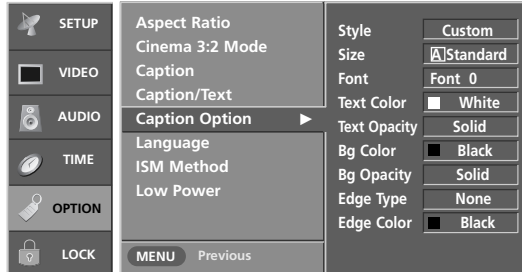 SETUP
VIDEO
AUDIO
TIME
OPTION
LOCK
Aspect Ratio
Cinema 3:2 Mode
Caption
Caption/Text
Caption Option
Language
ISM Method
Low Power
MENU Previous
Style Custom
Size A Standard
Font Font 0
Text Color White
Text Opacity Solid
Bg Color Black
Bg Opacity Solid
Edge Type None
Edge Color Black